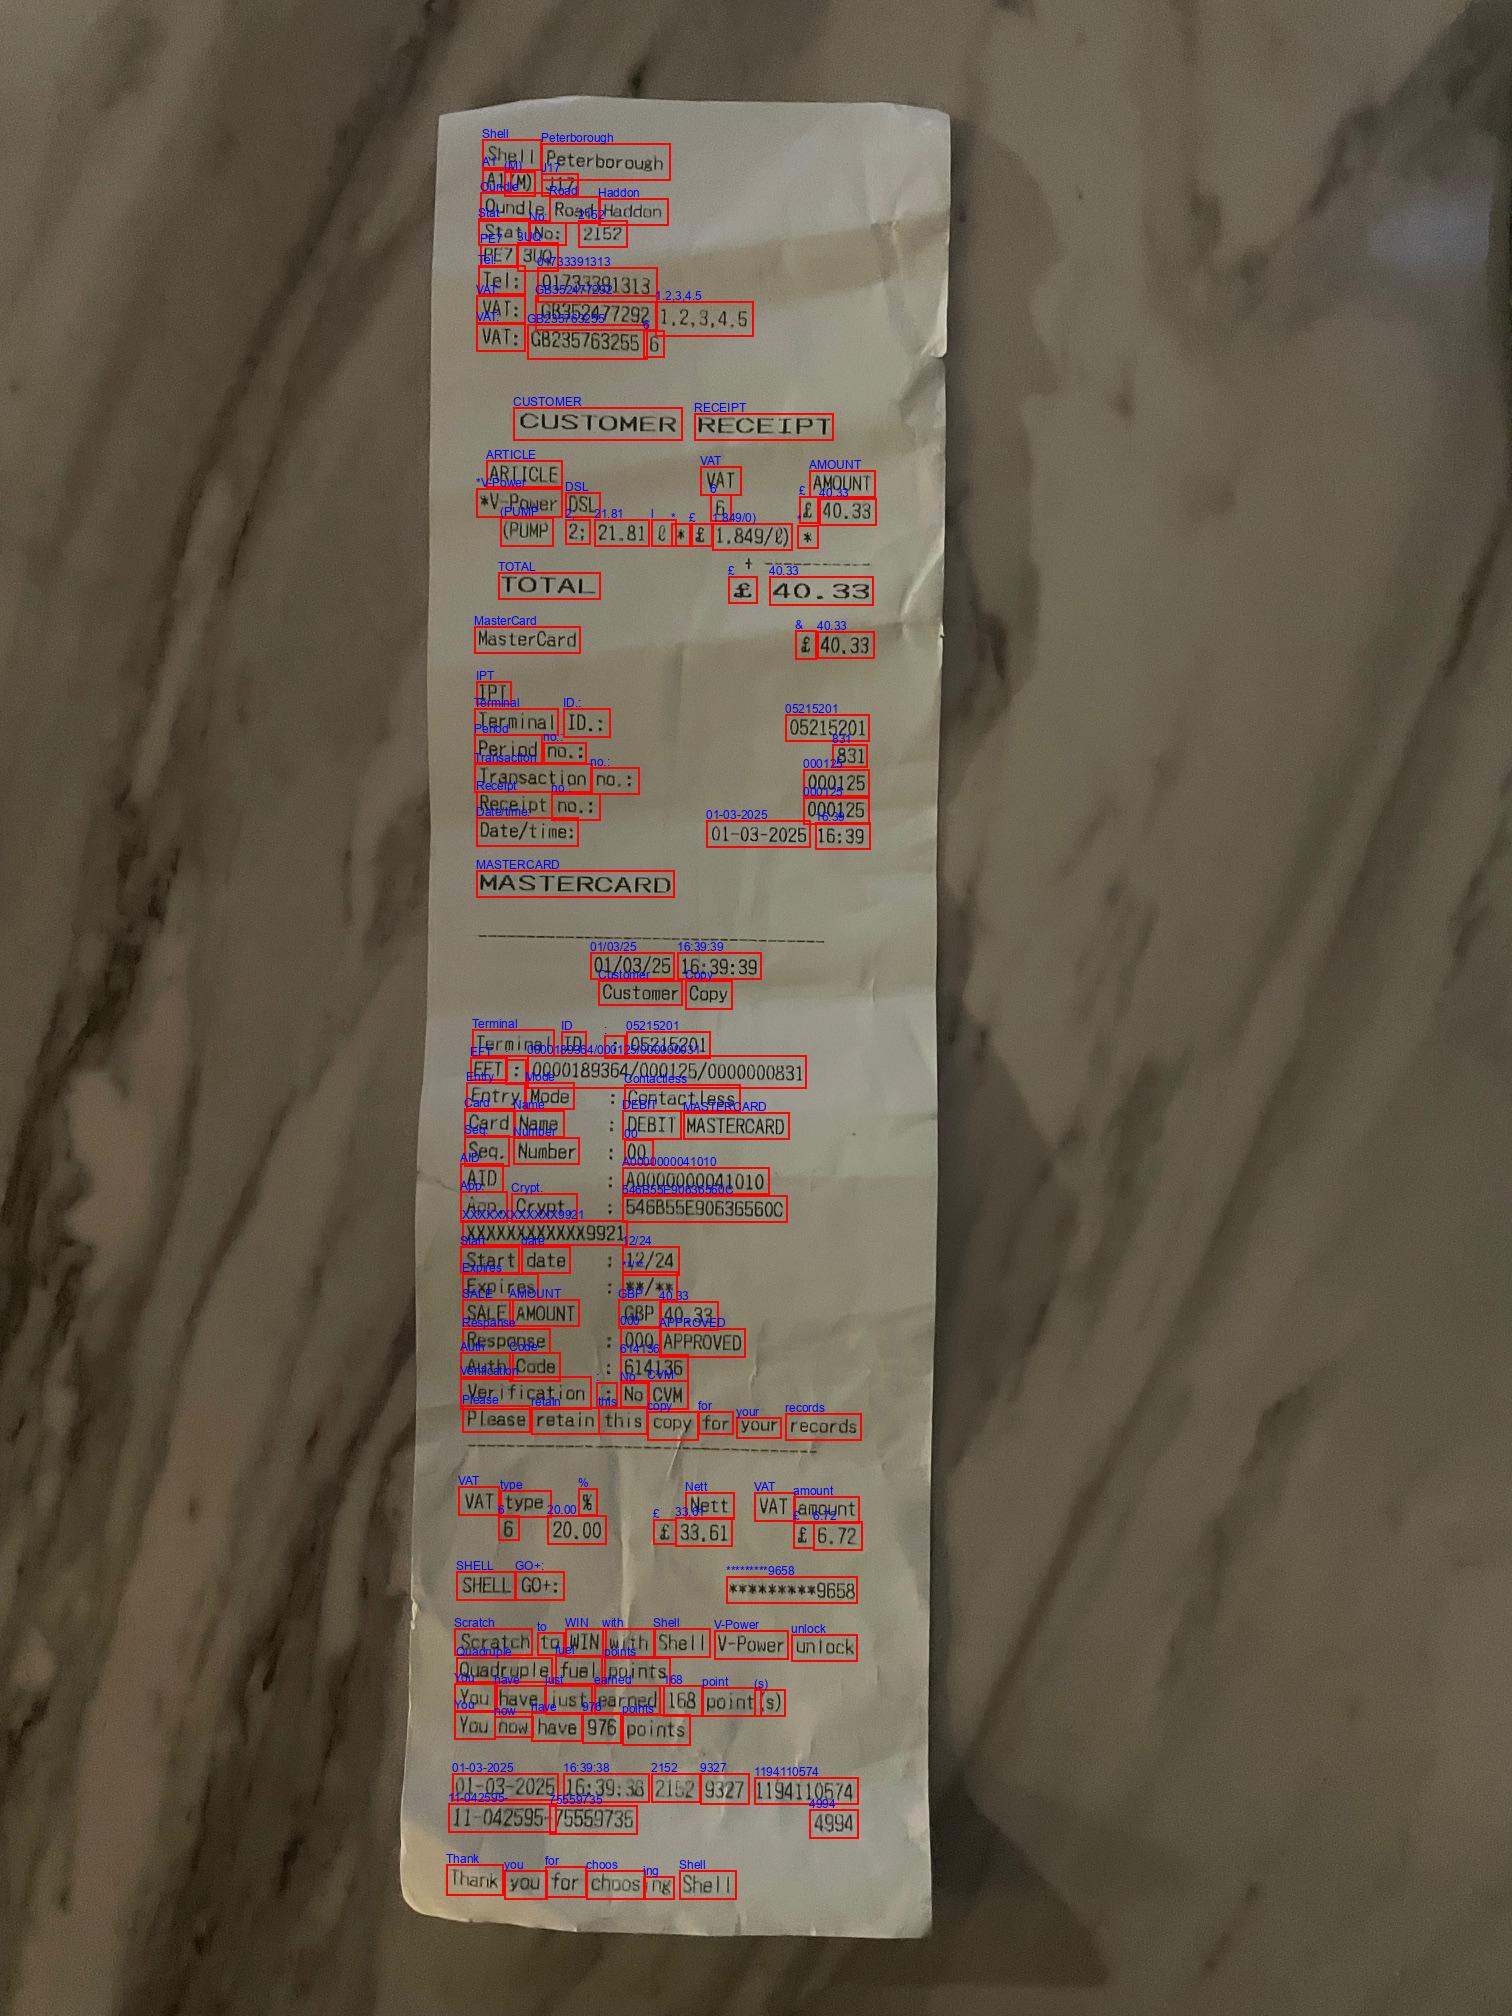 Shell Peterborough
A1(M) J17
Oundle Road Haddon
Stat No: 2152
PE7 3UQ
Tel: 01733391313
VAT: GB352477292 1,2,3,4,5
VAT: GB235763255 6
CUSTOMER RECEIPT
ARTICLE VAT AMOUNT
*V-Power DSL 6 £ 40.33
(PUMP 2; 21.81 ℓ * £ 1.849/ℓ) *
TOTAL £ 40.33
MasterCard £ 40.33
IPT
Terminal ID.: 05215201
Period no.: 831
Transaction no.: 000125
Receipt no.: 000125
Date/time: 01-03-2025 16:39
MASTERCARD
01/03/25 16:39:39
Customer Copy
Terminal ID : 05215201
EFT : 0000189364/000125/0000000831
Entry Mode : Contactless
Card Name : DEBIT MASTERCARD
Seq. Number : 00
AID : A0000000041010
App. Crypt. : 546B55E90636560C
XXXXXXXXXXXX9921
Start date : 12/24
Expires : **/**
SALE AMOUNT GBP 40.33
Response : 000 APPROVED
Auth Code : 614136
Verification : No CVM
Please retain this copy for your records
VAT type % Nett VAT amount
6 20.00 £ 33.61 £ 6.72
SHELL GO+: *********9658
Scratch to WIN with Shell V-Power unlock
Quadruple fuel points
You have just earned 168 point(s)
You now have 976 points
01-03-2025 16:39:38 2152 9327 1194110574
11-042595-75559735 4994
Thank you for choosing Shell